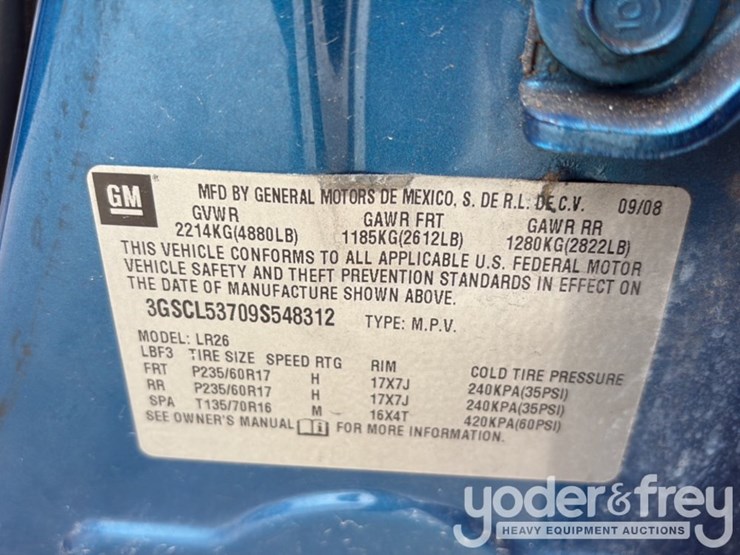 GM
MFD BY GENERAL MOTORS DE MEXICO, S. DE R.L. DE C.V. 09/08
GVWR GAWR FRT GAWR RR
2214KG(4880LB) 1185KG(2612LB) 1280KG(2822LB)
THIS VEHICLE CONFORMS TO ALL APPLICABLE U.S. FEDERAL MOTOR
VEHICLE SAFETY AND THEFT PREVENTION STANDARDS IN EFFECT ON
THE DATE OF MANUFACTURE SHOWN ABOVE.
3GSCL53709S548312 TYPE: M.P.V.
MODEL: LR26
LBF3 TIRE SIZE SPEED RTG RIM COLD TIRE PRESSURE
FRT P235/60R17 H 17X7J 240KPA(35PSI)
RR P235/60R17 H 17X7J 240KPA(35PSI)
SPA T135/70R16 M 16X4T 420KPA(60PSI)
SEE OWNER'S MANUAL i FOR MORE INFORMATION.
yoder&frey
HEAVY EQUIPMENT AUCTIONS